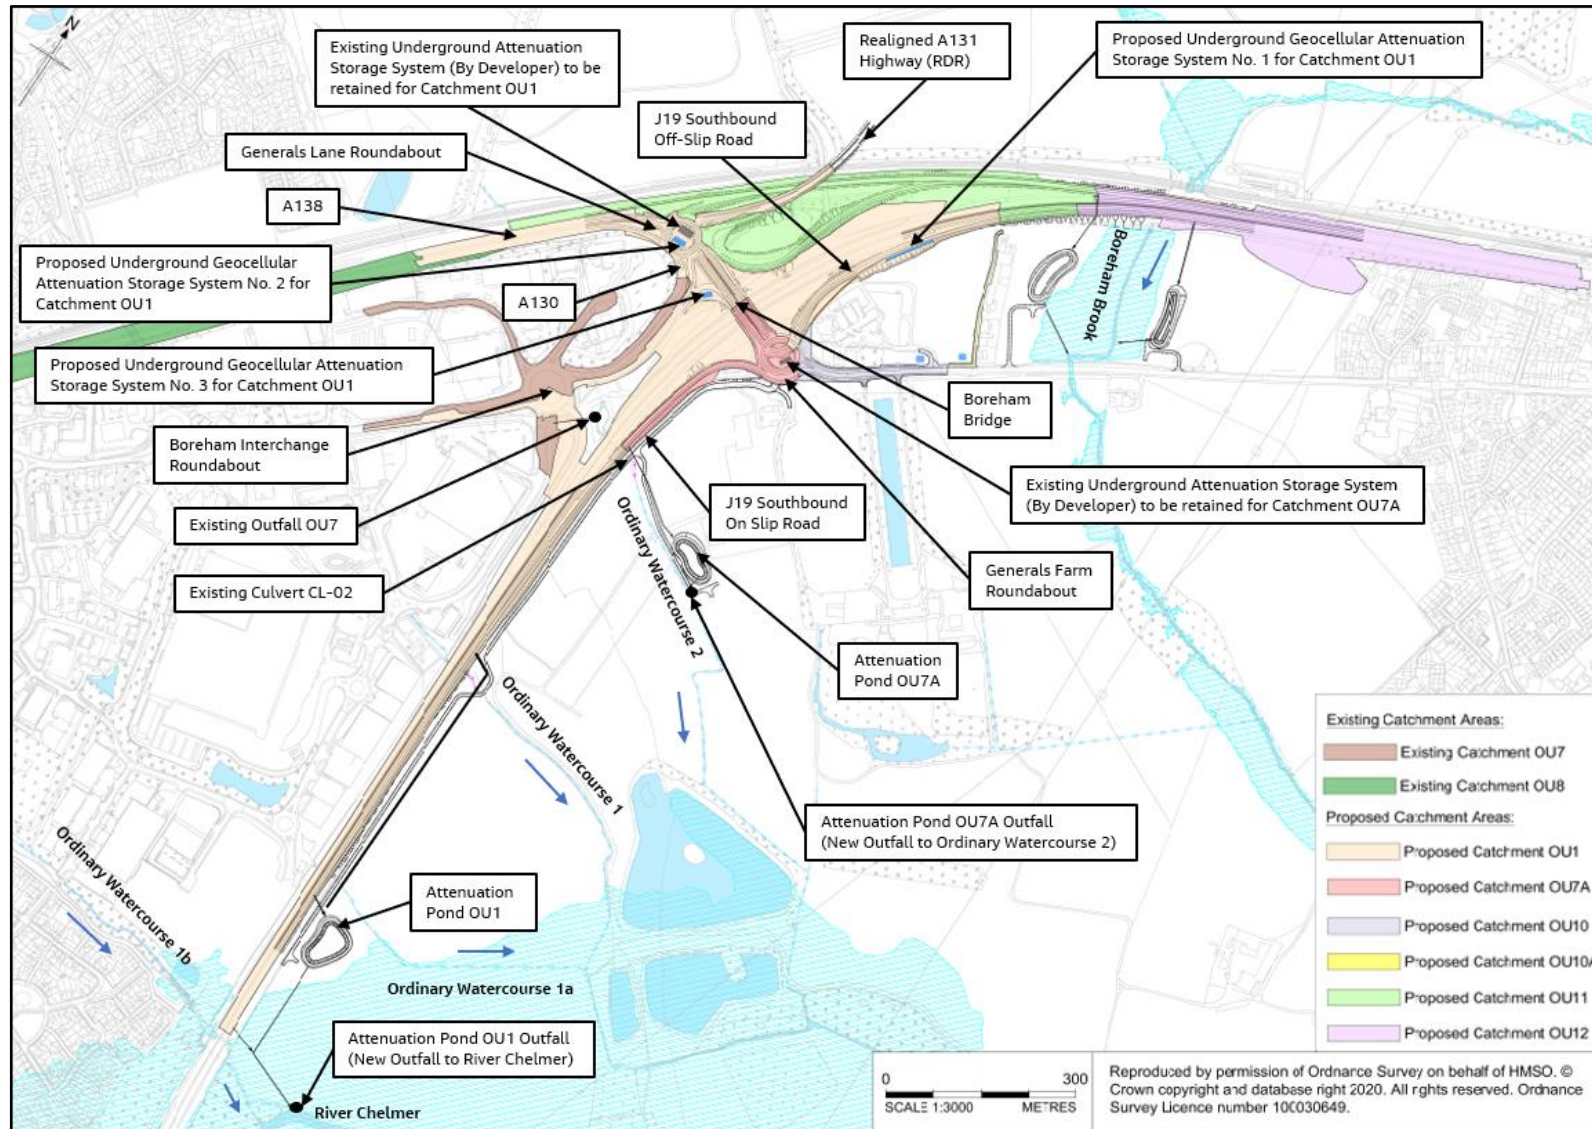 N
Existing Underground Attenuation
Storage System (By Developer) to be
retained for Catchment OU1
Realigned A131
Highway (RDR)
Proposed Underground Geocellular Attenuation
Storage System No. 1 for Catchment OU1
J19 Southbound
Off-Slip Road
Generals Lane Roundabout
A138
Proposed Underground Geocellular
Attenuation Storage System No. 2 for
Catchment OU1
A130
Boreham Brook
Proposed Underground Geocellular Attenuation
Storage System No. 3 for Catchment OU1
Boreham
Bridge
Boreham Interchange
Roundabout
Existing Underground Attenuation Storage System
(By Developer) to be retained for Catchment OU7A
J19 Southbound
On Slip Road
Existing Outfall OU7
Ordinary Watercourse 2
Generals Farm
Roundabout
Existing Culvert CL-02
Attenuation
Pond OU7A
Ordinary Watercourse 1
Attenuation Pond OU7A Outfall
(New Outfall to Ordinary Watercourse 2)
Ordinary Watercourse 1b
Attenuation
Pond OU1
Ordinary Watercourse 1a
Attenuation Pond OU1 Outfall
(New Outfall to River Chelmer)
River Chelmer
Existing Catchment Areas:
Existing Catchment OU7
Existing Catchment OU8
Proposed Catchment Areas:
Proposed Catchment OU1
Proposed Catchment OU7A
Proposed Catchment OU10
Proposed Catchment OU10A
Proposed Catchment OU11
Proposed Catchment OU12
0 300
SCALE 1:3000 METRES
Reproduced by permission of Ordnance Survey on behalf of HMSO. ©
Crown copyright and database right 2020. All rights reserved. Ordnance
Survey Licence number 100030649.